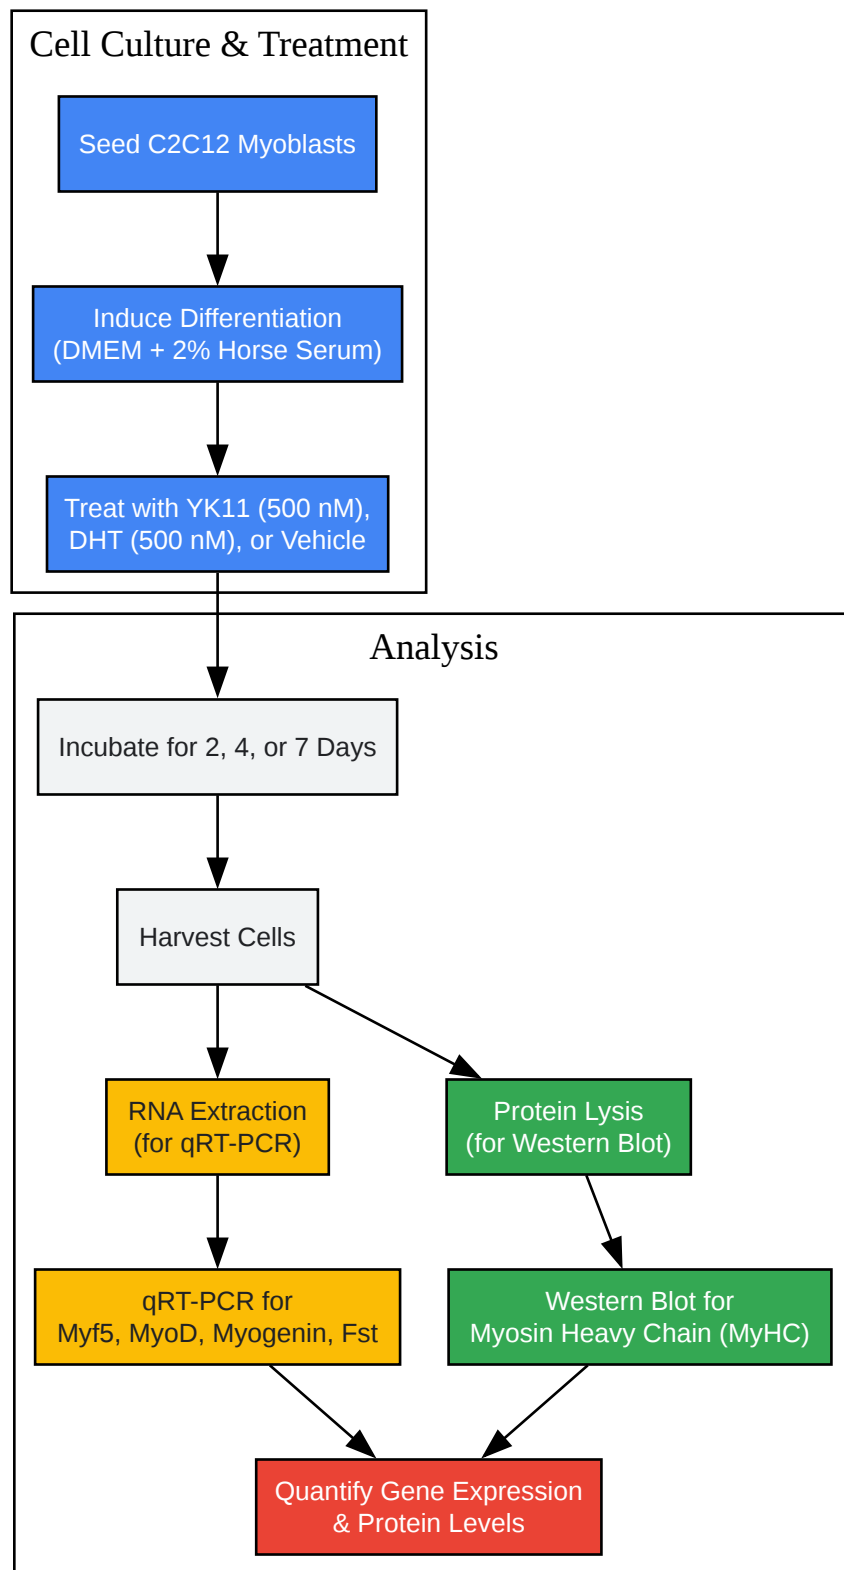 Cell Culture & Treatment
Seed C2C12 Myoblasts
Induce Differentiation
(DMEM + 2% Horse Serum)
Treat with YK11 (500 nM),
DHT (500 nM), or Vehicle
Analysis
Incubate for 2, 4, or 7 Days
Harvest Cells
RNA Extraction
(for qRT-PCR)
Protein Lysis
(for Western Blot)
qRT-PCR for
Myf5, MyoD, Myogenin, Fst
Western Blot for
Myosin Heavy Chain (MyHC)
Quantify Gene Expression
& Protein Levels